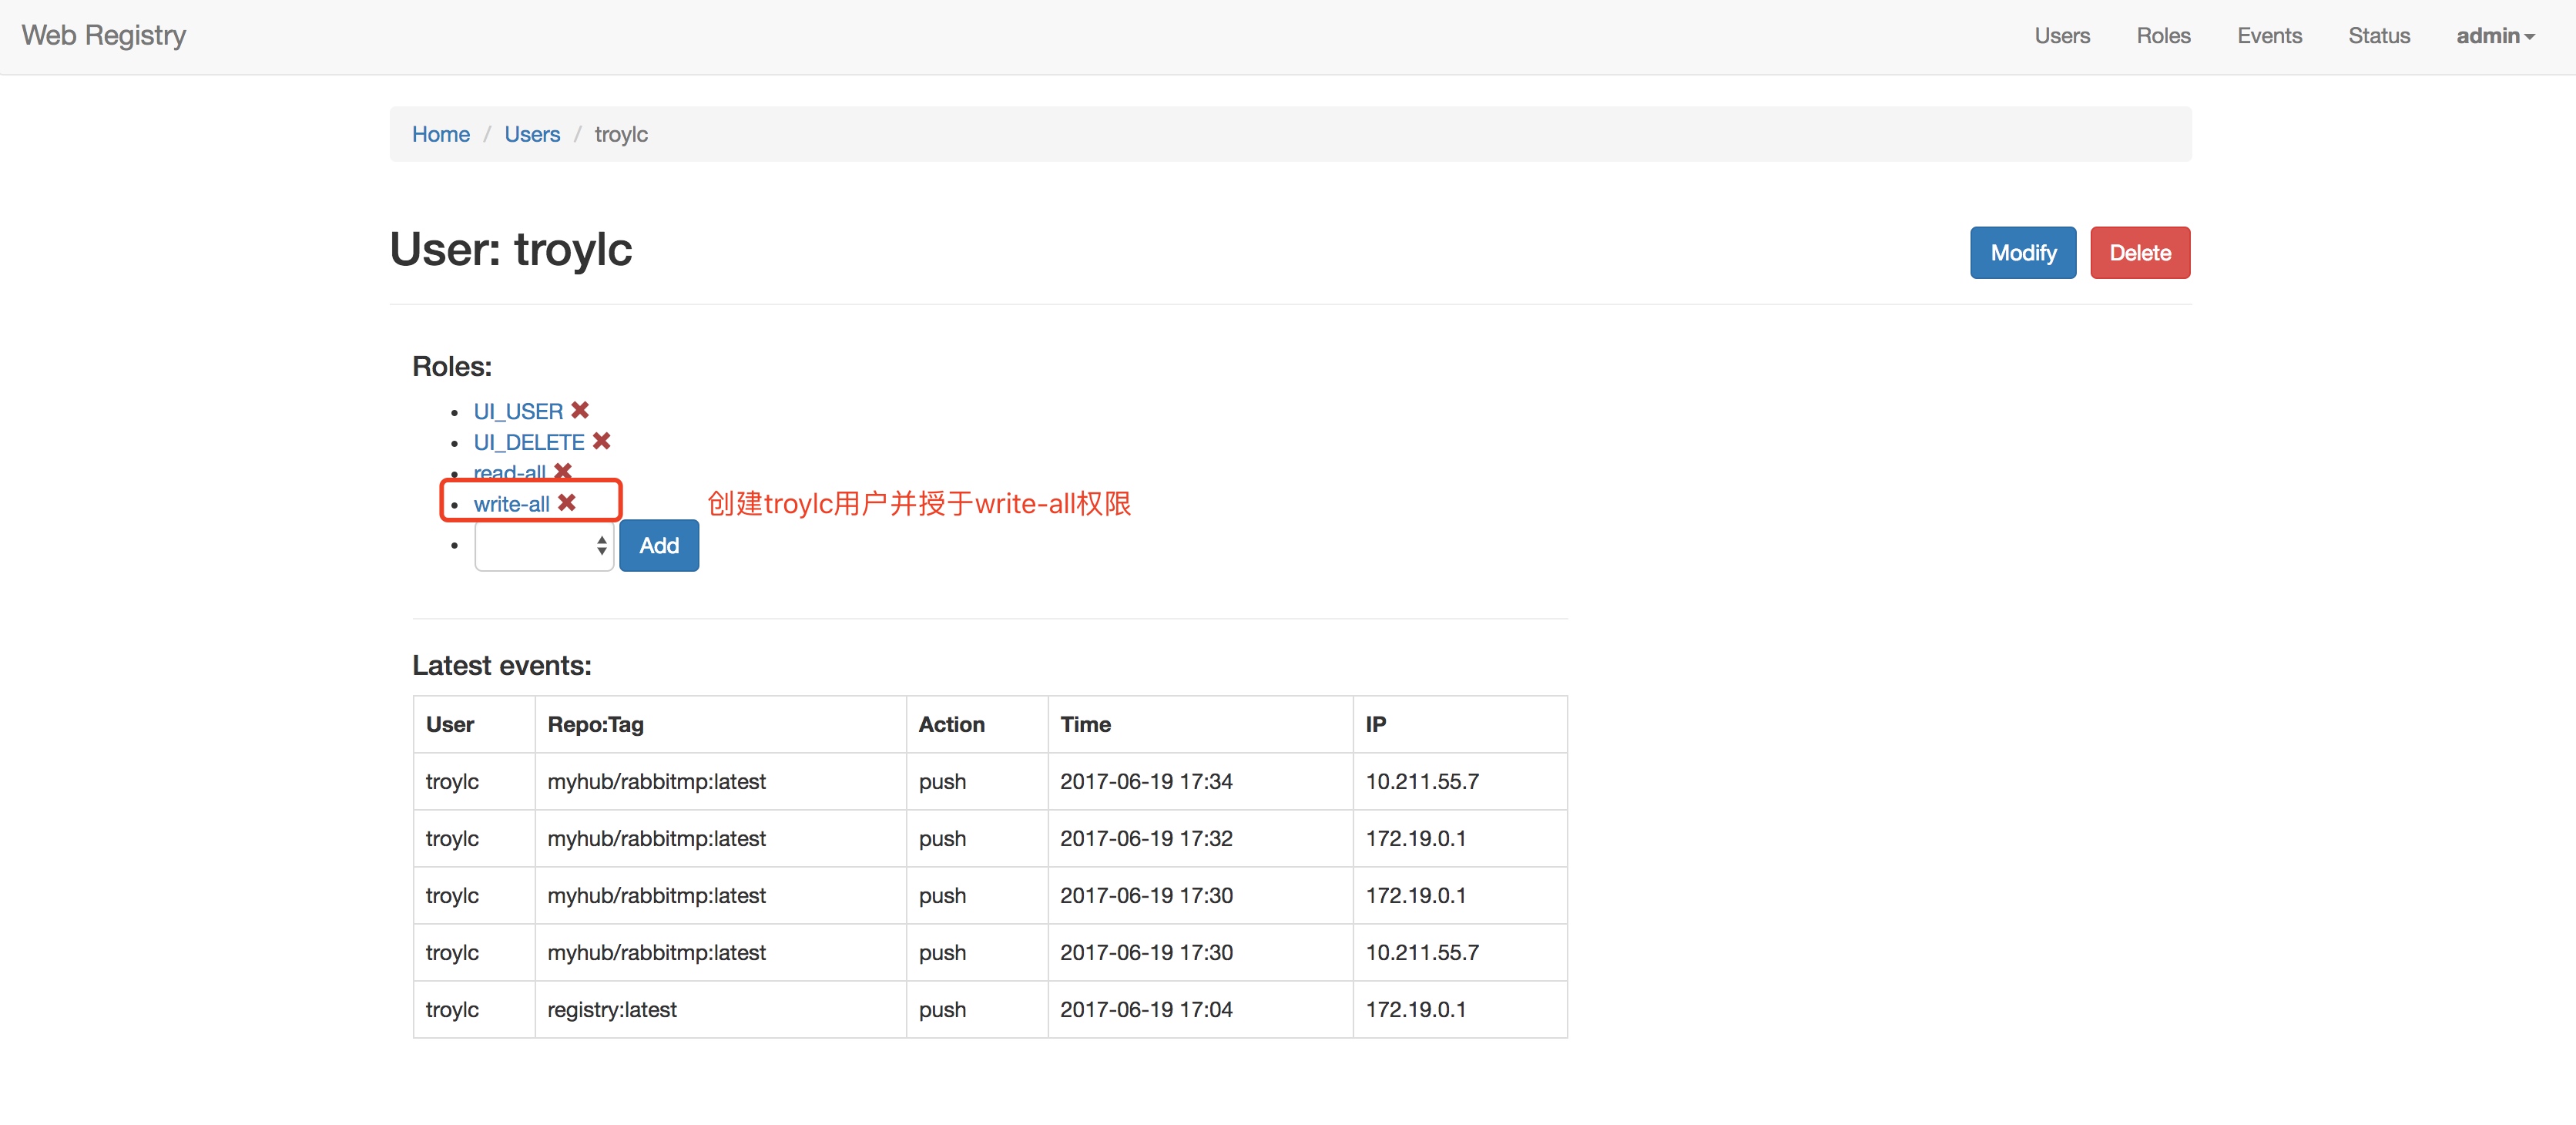 Web Registry Users Roles Events Status admin
Home / Users / troylc
User: troylc Modify Delete
Roles:
UI_USER
UI_DELETE
read-all
write-all 创建troylc用户并授于write-all权限
Add
Latest events:
User Repo:Tag Action Time IP
troylc myhub/rabbitmp:latest push 2017-06-19 17:34 10.211.55.7
troylc myhub/rabbitmp:latest push 2017-06-19 17:32 172.19.0.1
troylc myhub/rabbitmp:latest push 2017-06-19 17:30 172.19.0.1
troylc myhub/rabbitmp:latest push 2017-06-19 17:30 10.211.55.7
troylc registry:latest push 2017-06-19 17:04 172.19.0.1